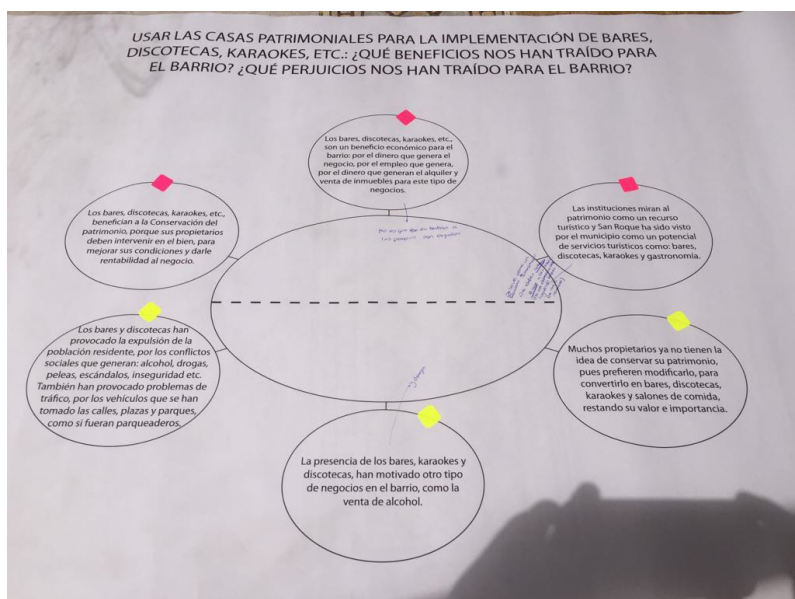 USAR LAS CASAS PATRIMONIALES PARA LA IMPLEMENTACIÓN DE BARES,
DISCOTECAS, KARAOKES, ETC.: ¿QUÉ BENEFICIOS NOS HAN TRAÍDO PARA
EL BARRIO? ¿QUÉ PERJUICIOS NOS HAN TRAÍDO PARA EL BARRIO?
Los bares, discotecas, karaokes, etc.,
son un beneficio económico para el
barrio: por el dinero que genera el
negocio, por el empleo que genera,
por el dinero que generan el alquiler y
venta de inmuebles para este tipo de
negocios.
Los bares, discotecas, karaokes, etc.,
benefician a la Conservación del
patrimonio, porque sus propietarios
deben intervenir en el bien, para
mejorar sus condiciones y darle
rentabilidad al negocio.
Las instituciones miran al
patrimonio como un recurso
turístico y San Roque ha sido visto
por el municipio como un potencial
de servicios turísticos como: bares,
discotecas, karaokes y gastronomía.
Los bares y discotecas han
provocado la expulsión de la
población residente, por los conflictos
sociales que generan: alcohol, drogas,
peleas, escándalos, inseguridad etc.
También han provocado problemas de
tráfico, por los vehículos que se han
tomado las calles, plazas y parques,
como si fueran parqueaderos.
Muchos propietarios ya no tienen la
idea de conservar su patrimonio,
pues prefieren modificarlo, para
convertirlo en bares, discotecas,
karaokes y salones de comida,
restando su valor e importancia.
La presencia de los bares, karaokes y
discotecas, han motivado otro tipo
de negocios en el barrio, como la
venta de alcohol.